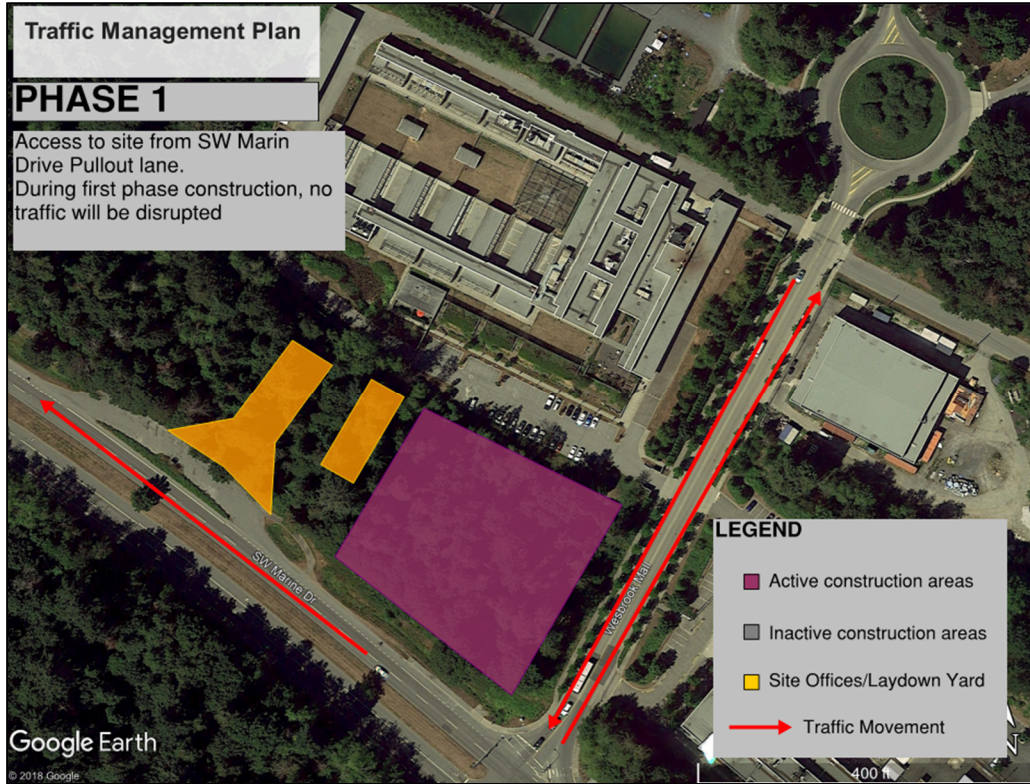 Traffic Management Plan
PHASE 1
Access to site from SW Marin
Drive Pullout lane.
During first phase construction, no
traffic will be disrupted
SW Marine Dr
Wesbrook Mall
LEGEND
Active construction areas
Inactive construction areas
Site Offices/Laydown Yard
Traffic Movement
N
Google Earth
© 2018 Google
400 ft